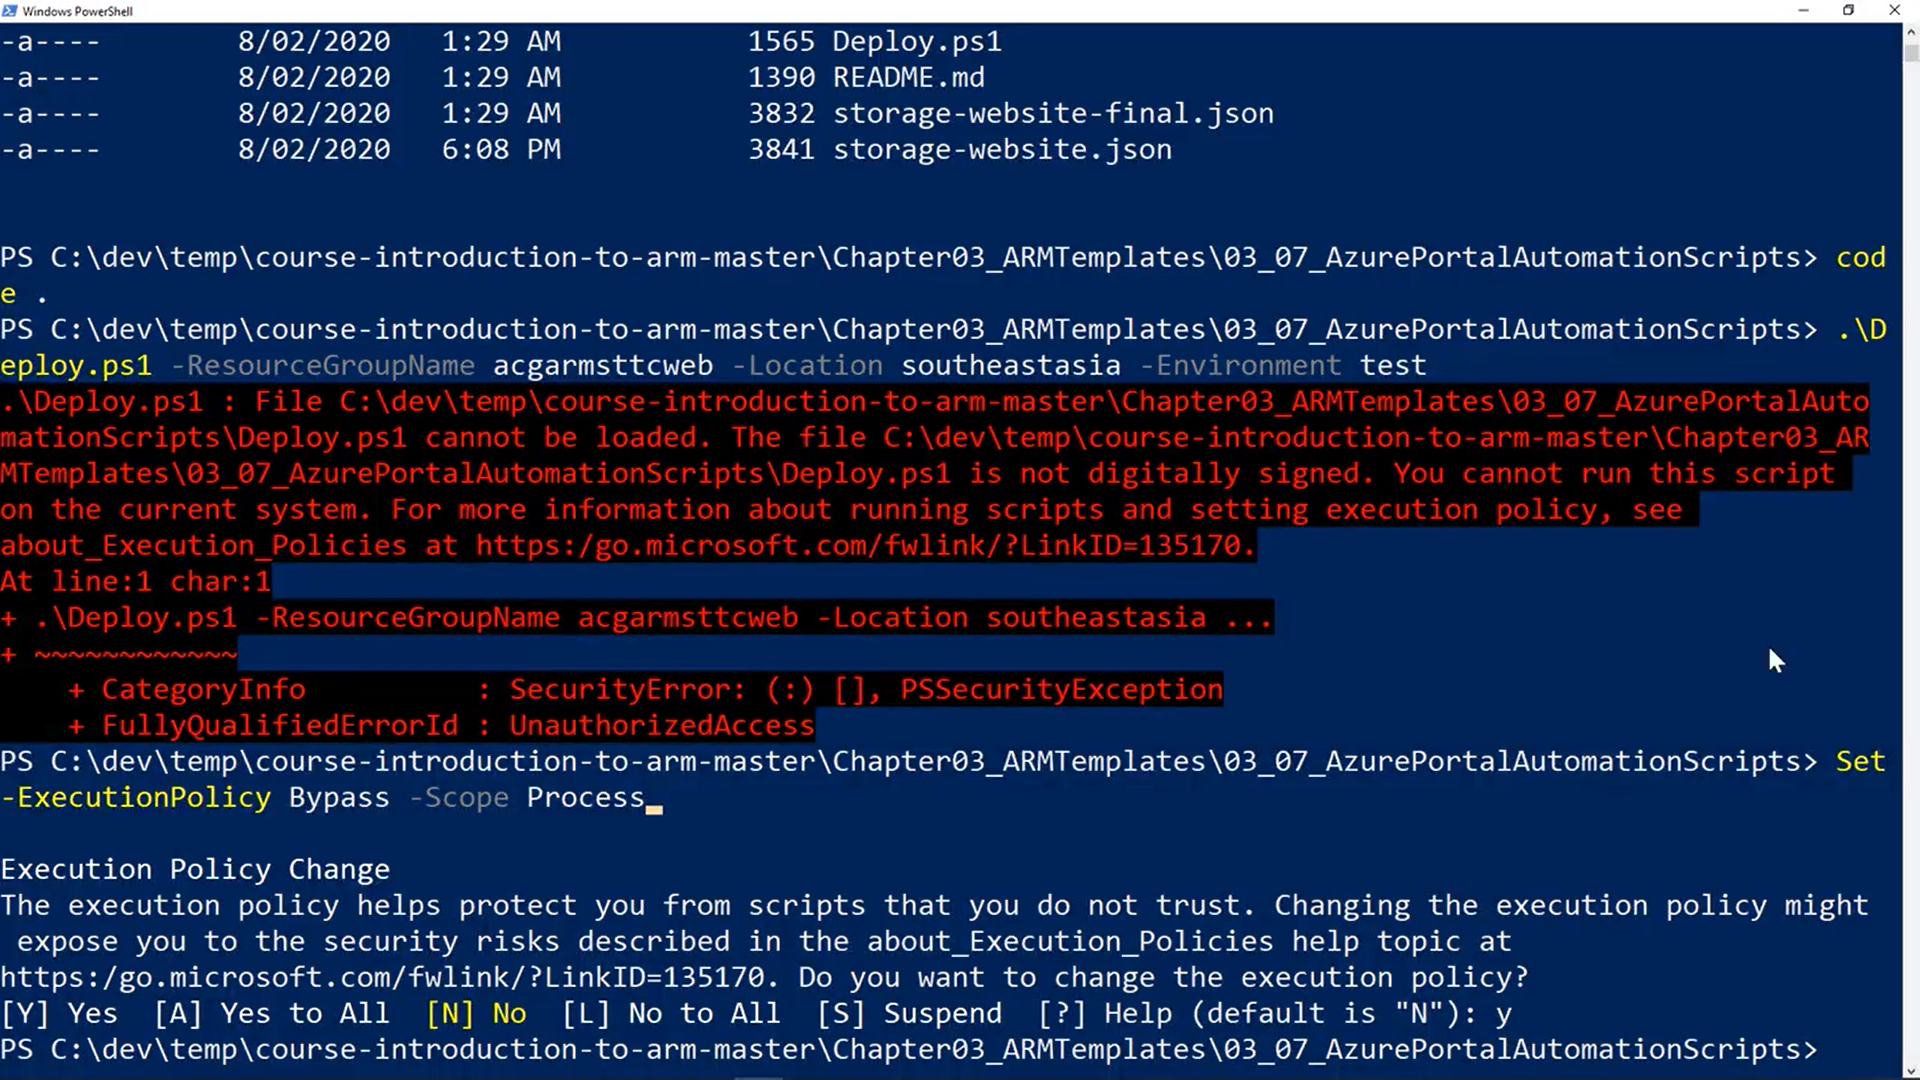 Windows PowerShell
-a---- 8/02/2020 1:29 AM 1565 Deploy.ps1
-a---- 8/02/2020 1:29 AM 1390 README.md
-a---- 8/02/2020 1:29 AM 3832 storage-website-final.json
-a---- 8/02/2020 6:08 PM 3841 storage-website.json
PS C:\dev\temp\course-introduction-to-arm-master\Chapter03_ARMTemplates\03_07_AzurePortalAutomationScripts> cod
e .
PS C:\dev\temp\course-introduction-to-arm-master\Chapter03_ARMTemplates\03_07_AzurePortalAutomationScripts> .\D
eploy.ps1 -ResourceGroupName acgarmsttcweb -Location southeastasia -Environment test
.\Deploy.ps1 : File C:\dev\temp\course-introduction-to-arm-master\Chapter03_ARMTemplates\03_07_AzurePortalAuto
mationScripts\Deploy.ps1 cannot be loaded. The file C:\dev\temp\course-introduction-to-arm-master\Chapter03_AR
MTemplates\03_07_AzurePortalAutomationScripts\Deploy.ps1 is not digitally signed. You cannot run this script
on the current system. For more information about running scripts and setting execution policy, see
about_Execution_Policies at https:/go.microsoft.com/fwlink/?LinkID=135170.
At line:1 char:1
+ .\Deploy.ps1 -ResourceGroupName acgarmsttcweb -Location southeastasia ...
+ ~~~~~~~~~~~~
+ CategoryInfo : SecurityError: (:) [], PSSecurityException
+ FullyQualifiedErrorId : UnauthorizedAccess
PS C:\dev\temp\course-introduction-to-arm-master\Chapter03_ARMTemplates\03_07_AzurePortalAutomationScripts> Set
-ExecutionPolicy Bypass -Scope Process
Execution Policy Change
The execution policy helps protect you from scripts that you do not trust. Changing the execution policy might
expose you to the security risks described in the about_Execution_Policies help topic at
https:/go.microsoft.com/fwlink/?LinkID=135170. Do you want to change the execution policy?
[Y] Yes [A] Yes to All [N] No [L] No to All [S] Suspend [?] Help (default is "N"): y
PS C:\dev\temp\course-introduction-to-arm-master\Chapter03_ARMTemplates\03_07_AzurePortalAutomationScripts>